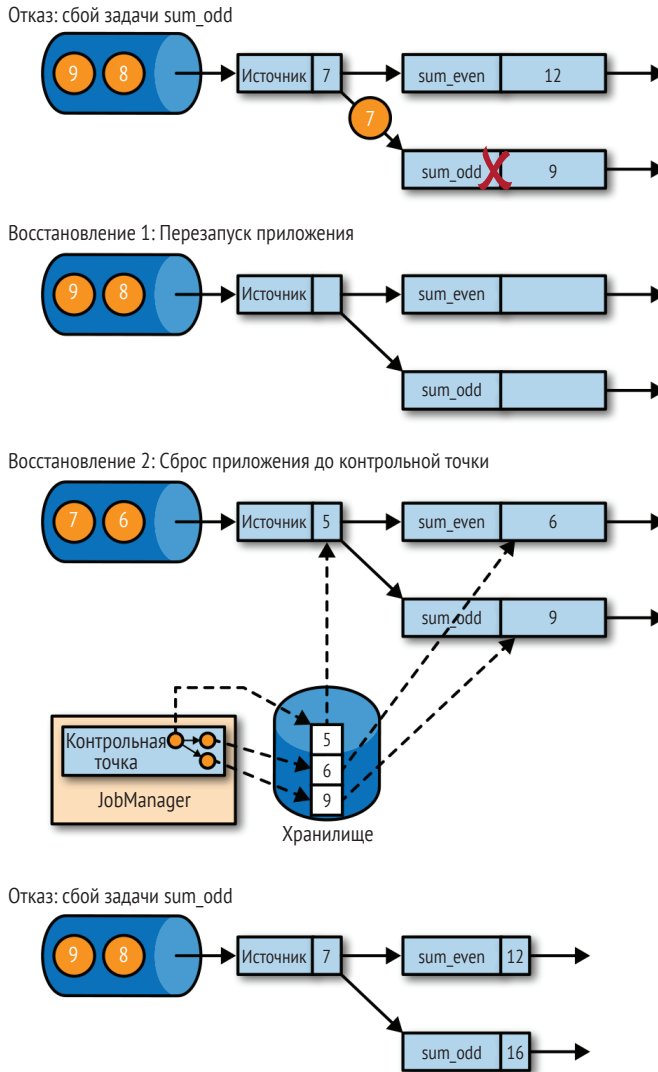 Отказ: сбой задачи sum_odd
9 8 Источник 7 sum_even 12
7
sum_odd 9
Восстановление 1: Перезапуск приложения
9 8 Источник sum_even
sum_odd
Восстановление 2: Сброс приложения до контрольной точки
7 6 Источник 5 sum_even 6
sum_odd 9
Контрольная
точка
JobManager
5
6
9
Хранилище
Отказ: сбой задачи sum_odd
9 8 Источник 7 sum_even 12
sum_odd 16